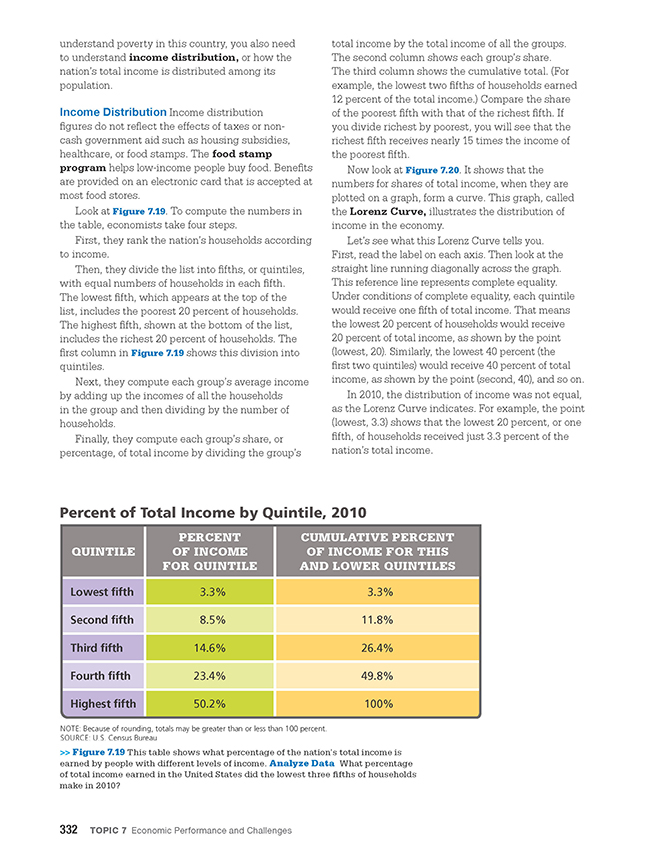 understand poverty in this country, you also need
to understand income distribution, or how the
nation's total income is distributed among its
population.
Income Distribution Income distribution
figures do not reflect the effects of taxes or non-
cash government aid such as housing subsidies,
healthcare, or food stamps. The food stamp
program helps low-income people buy food. Benefits
are provided on an electronic card that is accepted at
most food stores.
Look at Figure 7.19. To compute the numbers in
the table, economists take four steps.
First, they rank the nation's households according
to income.
Then, they divide the list into fifths, or quintiles,
with equal numbers of households in each fifth.
The lowest fifth, which appears at the top of the
list, includes the poorest 20 percent of households.
The highest fifth, shown at the bottom of the list,
includes the richest 20 percent of households. The
first column in Figure 7.19 shows this division into
quintiles.
Next, they compute each group's average income
by adding up the incomes of all the households
in the group and then dividing by the number of
households.
Finally, they compute each group's share, or
percentage, of total income by dividing the group's
total income by the total income of all the groups.
The second column shows each group's share.
The third column shows the cumulative total. (For
example, the lowest two fifths of households earned
12 percent of the total income.) Compare the share
of the poorest fifth with that of the richest fifth. If
you divide richest by poorest, you will see that the
richest fifth receives nearly 15 times the income of
the poorest fifth.
Now look at Figure 7.20. It shows that the
numbers for shares of total income, when they are
plotted on a graph, form a curve. This graph, called
the Lorenz Curve, illustrates the distribution of
income in the economy.
Let's see what this Lorenz Curve tells you.
First, read the label on each axis. Then look at the
straight line running diagonally across the graph.
This reference line represents complete equality.
Under conditions of complete equality, each quintile
would receive one fifth of total income. That means
the lowest 20 percent of households would receive
20 percent of total income, as shown by the point
(lowest, 20). Similarly, the lowest 40 percent (the
first two quintiles) would receive 40 percent of total
income, as shown by the point (second, 40), and so on.
In 2010, the distribution of income was not equal,
as the Lorenz Curve indicates. For example, the point
(lowest, 3.3) shows that the lowest 20 percent, or one
fifth, of households received just 3.3 percent of the
nation's total income.
Percent of Total Income by Quintile, 2010
QUINTILE
PERCENT
OF INCOME
FOR QUINTILE
CUMULATIVE PERCENT
OF INCOME FOR THIS
AND LOWER QUINTILES
Lowest fifth 3.3% 3.3%
Second fifth 8.5% 11.8%
Third fifth 14.6% 26.4%
Fourth fifth 23.4% 49.8%
Highest fifth 50.2% 100%
NOTE: Because of rounding, totals may be greater than or less than 100 percent.
SOURCE: U.S. Census Bureau
>> Figure 7.19 This table shows what percentage of the nation's total income is
earned by people with different levels of income. Analyze Data What percentage
of total income earned in the United States did the lowest three fifths of households
make in 2010?
332 TOPIC 7 Economic Performance and Challenges